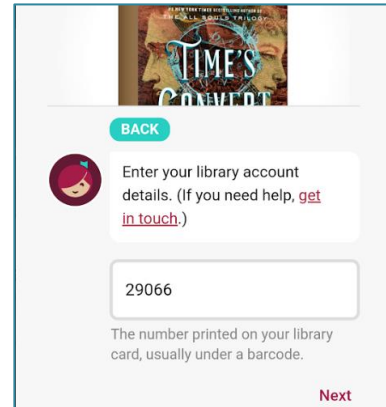 #1 NEW YORK TIMES BESTSELLING AUTHOR OF
THE ALL SOULS TRILOGY
TIME'S
CONVERT
BACK
Enter your library account
details. (If you need help, get
in touch.)
29066
The number printed on your library
card, usually under a barcode.
Next